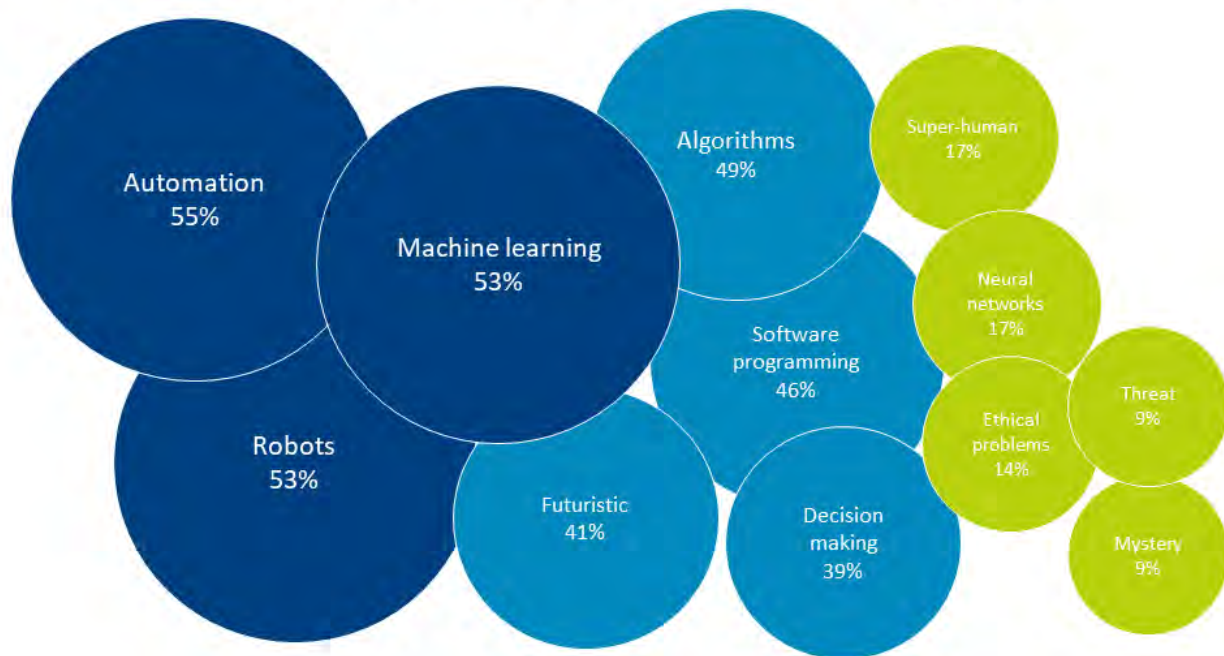 Automation
55%
Machine learning
53%
Robots
53%
Algorithms
49%
Software
programming
46%
Futuristic
41%
Decision
making
39%
Super-human
17%
Neural
networks
17%
Ethical
problems
14%
Threat
9%
Mystery
9%